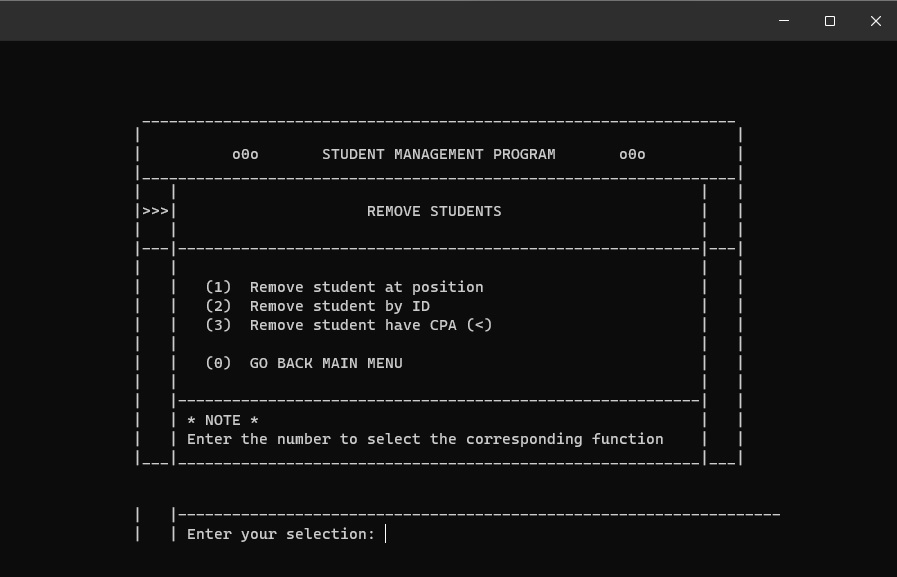 o0o STUDENT MANAGEMENT PROGRAM o0o
>>> REMOVE STUDENTS
(1) Remove student at position
(2) Remove student by ID
(3) Remove student have CPA (<)
(0) GO BACK MAIN MENU
* NOTE *
Enter the number to select the corresponding function
Enter your selection: